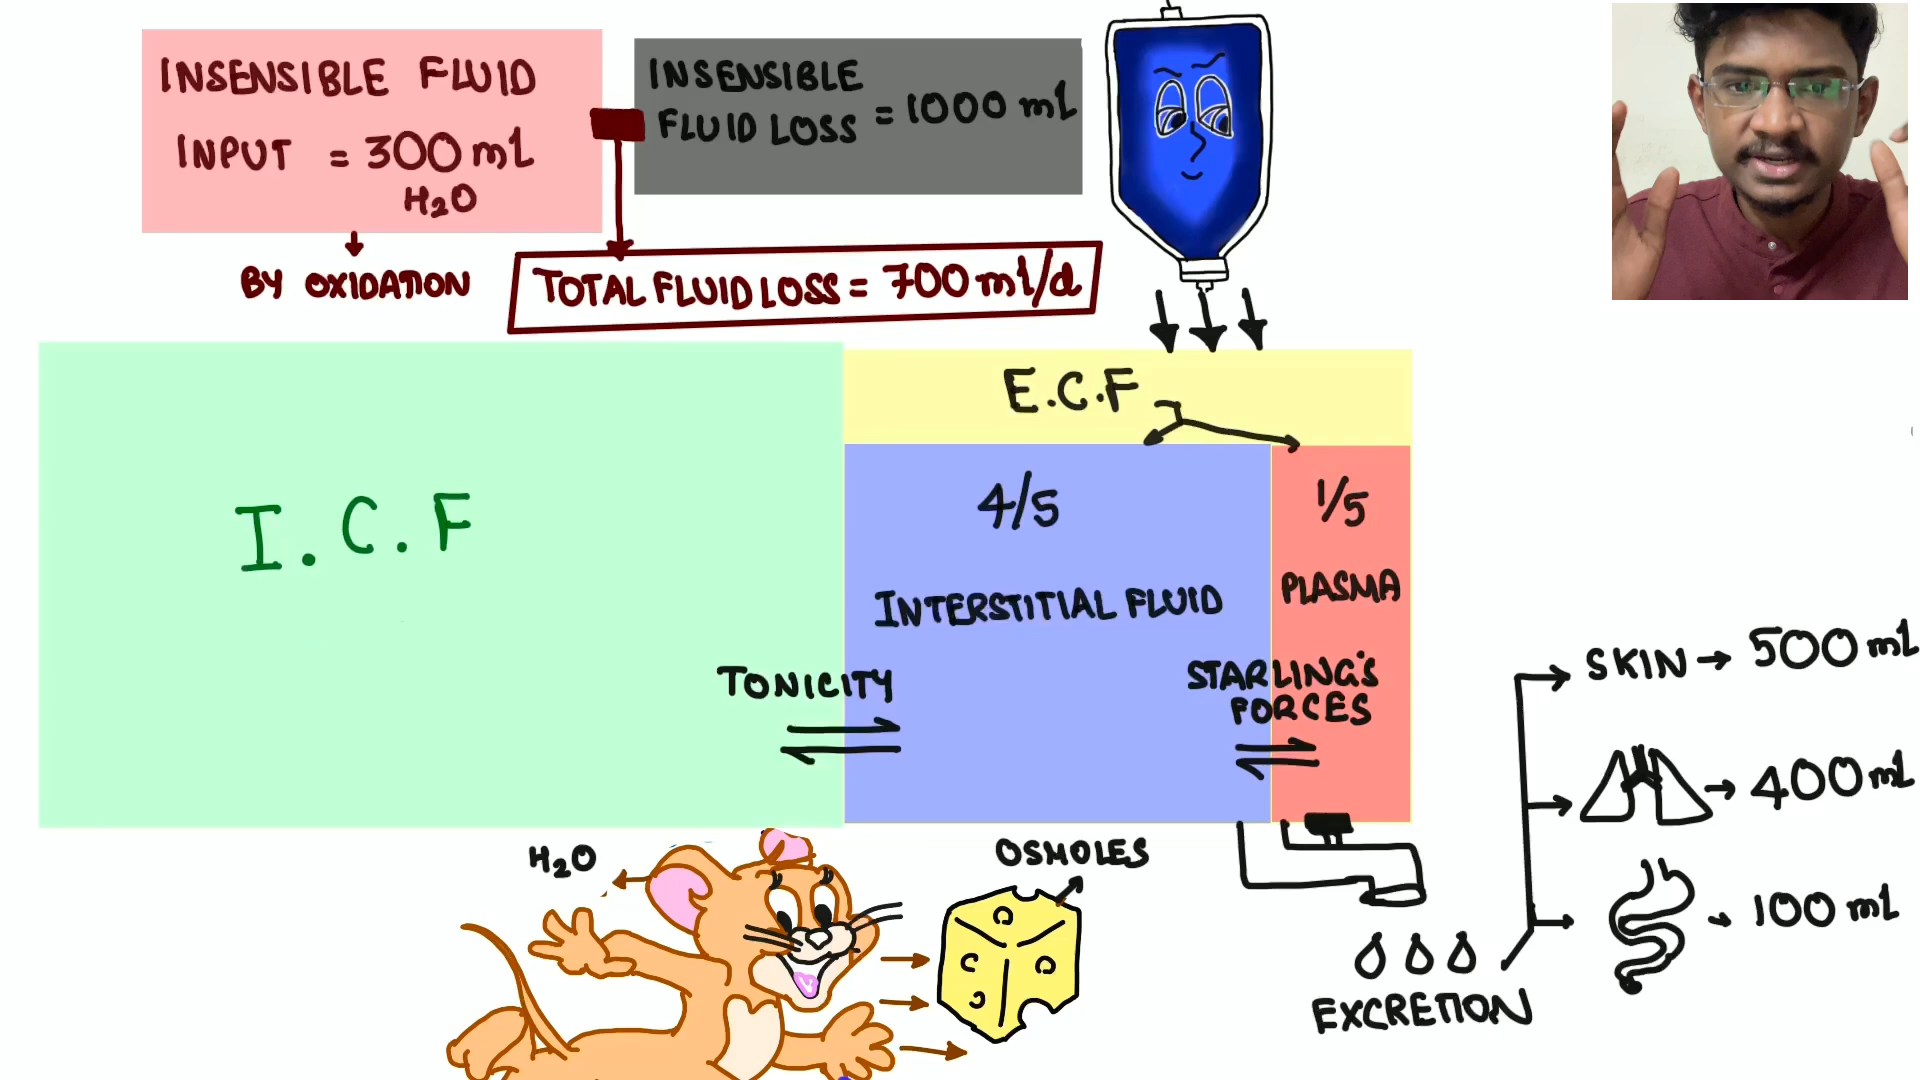 INSENSIBLE FLUID
INPUT = 300 ml
H2O
BY OXIDATION
INSENSIBLE
FLUID LOSS = 1000 ml
TOTAL FLUID LOSS = 700 ml/d
E.C.F
I.C.F
4/5
INTERSTITIAL FLUID
1/5
PLASMA
TONICITY
STARLING'S
FORCES
H2O
OSMOLES
EXCRETION
SKIN → 500 ml
→ 400 ml
→ 100 ml